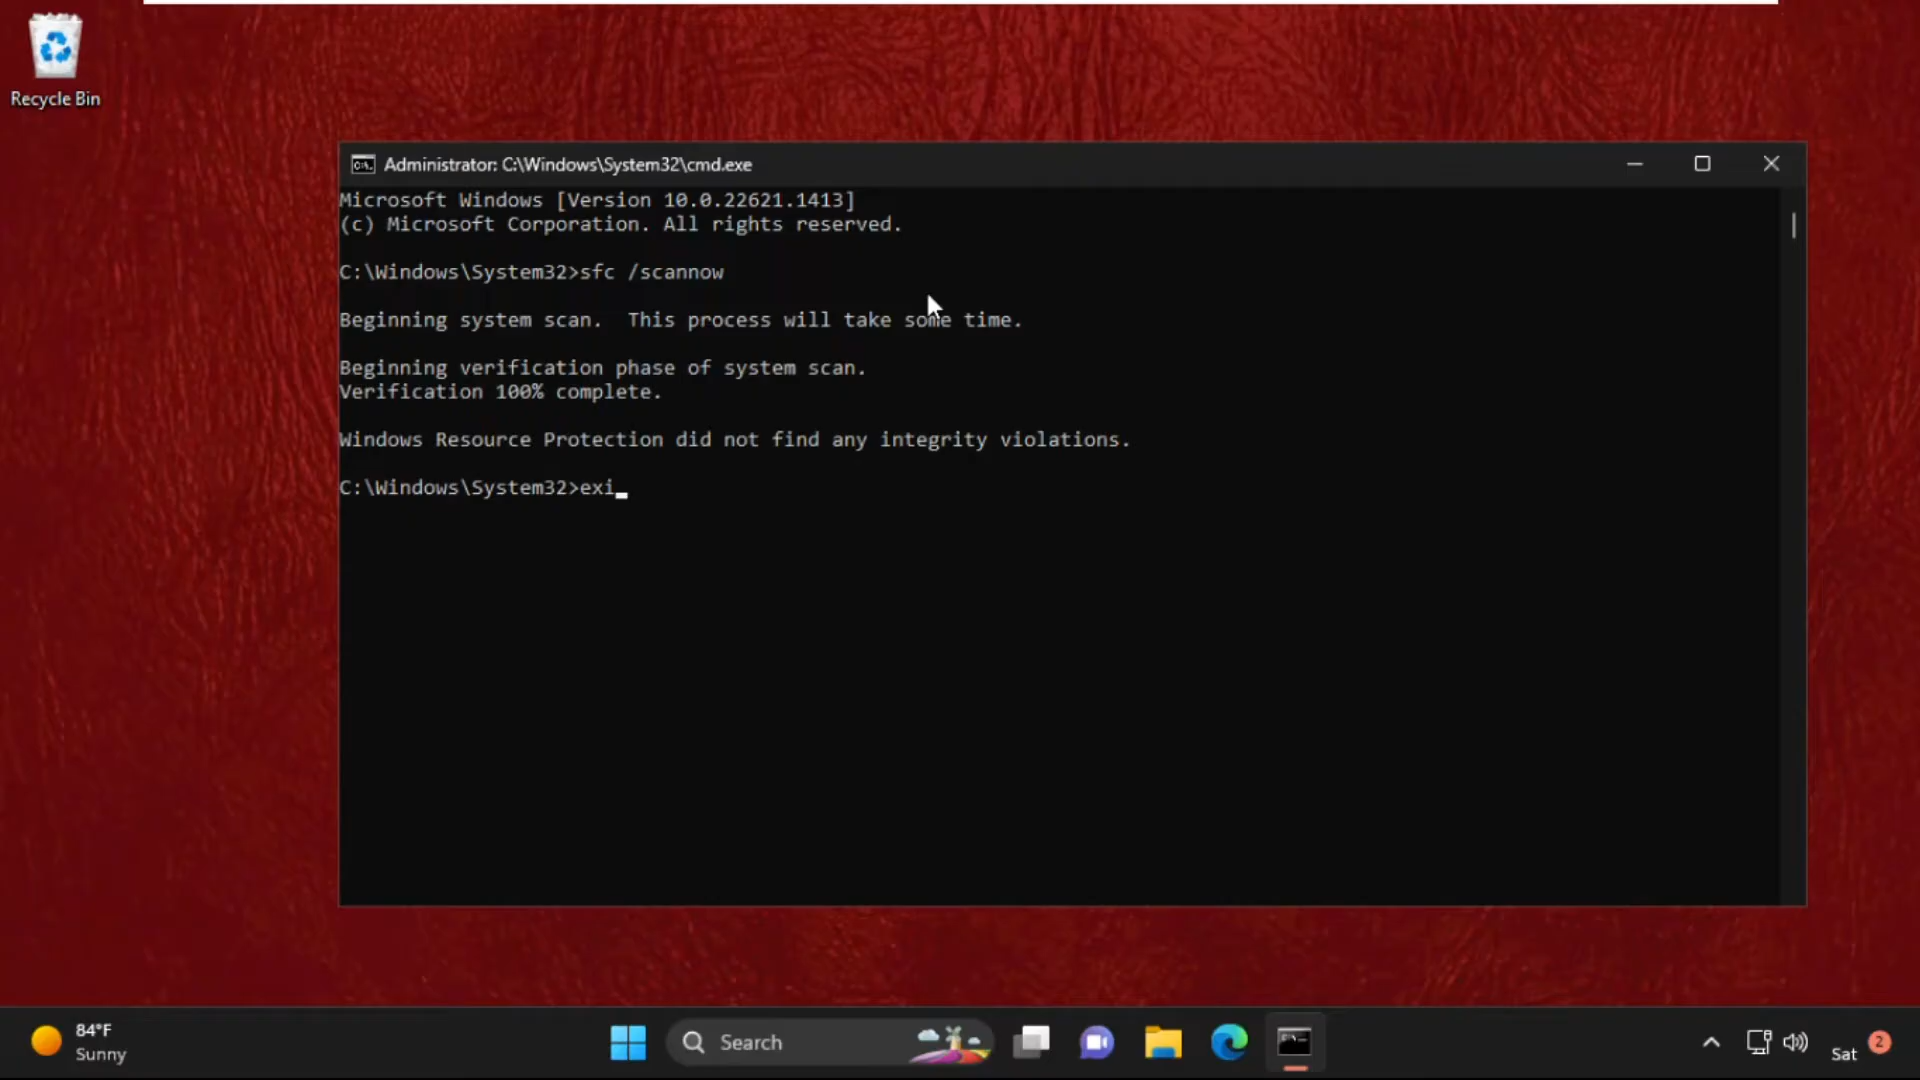 Recycle Bin
Administrator: C:\Windows\System32\cmd.exe
Microsoft Windows [Version 10.0.22621.1413]
(c) Microsoft Corporation. All rights reserved.
C:\Windows\System32>sfc /scannow
Beginning system scan.  This process will take some time.
Beginning verification phase of system scan.
Verification 100% complete.
Windows Resource Protection did not find any integrity violations.
C:\Windows\System32>exi_
84°F
Sunny
Search
Sat
2